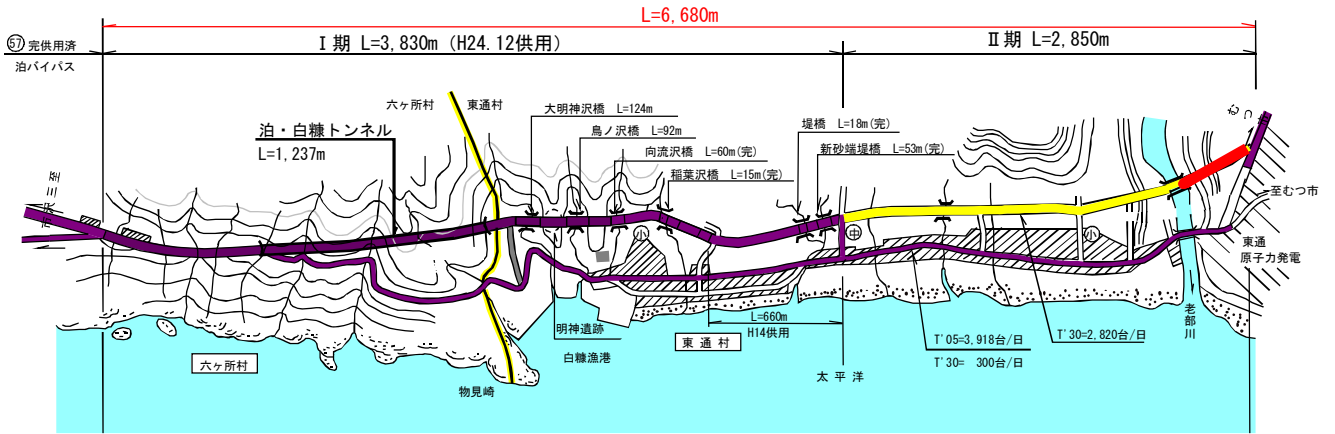 L=6,680m
57 完供用済
Ⅰ期 L=3,830m (H24.12供用)
Ⅱ期 L=2,850m
泊バイパス
六ヶ所村
東通村
大明神沢橋 L=124m
鳥ノ沢橋 L=92m
向流沢橋 L=60m(完)
稲葉沢橋 L=15m(完)
堤橋 L=18m(完)
新砂端堤橋 L=53m(完)
泊・白糠トンネル
L=1,237m
至三沢市
至むつ市
小
中
小
東通
原子力発電
L=660m
H14供用
明神遺跡
白糠漁港
東通村
T'05=3,918台/日
T'30= 300台/日
T'30=2,820台/日
老部川
六ヶ所村
物見崎
太平洋